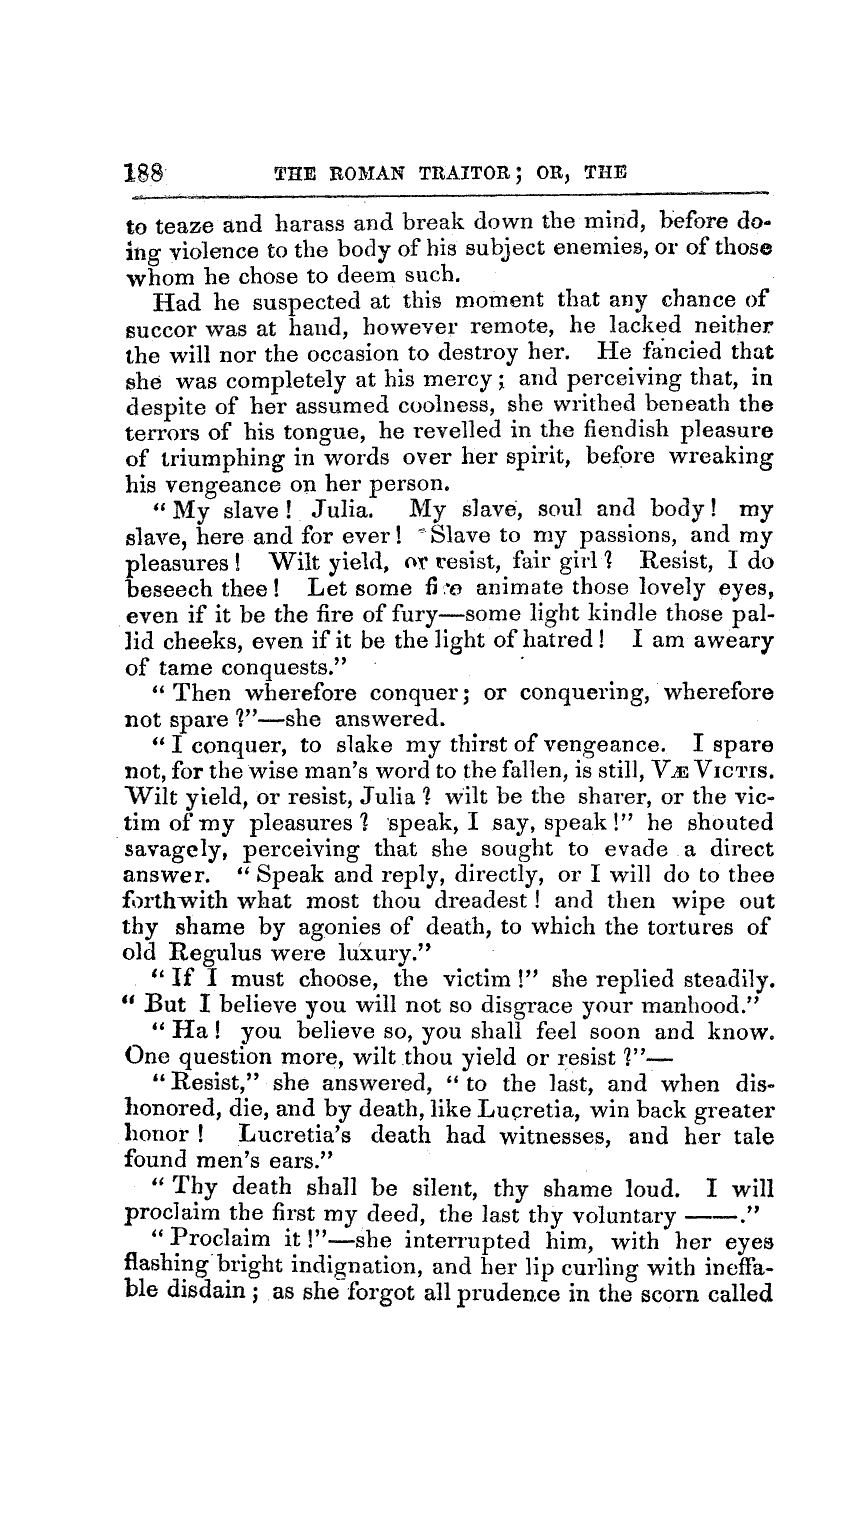 188 THE ROMAN TRAITOR; OR, THE
to teaze and harass and break down the mind, before do-
ing violence to the body of his subject enemies, or of those
whom he chose to deem such.
Had he suspected at this moment that any chance of
succor was at hand, however remote, he lacked neither
the will nor the occasion to destroy her. He fancied that
she was completely at his mercy; and perceiving that, in
despite of her assumed coolness, she writhed beneath the
terrors of his tongue, he revelled in the fiendish pleasure
of triumphing in words over her spirit, before wreaking
his vengeance on her person.
"My slave! Julia. My slave, soul and body! my
slave, here and for ever! Slave to my passions, and my
pleasures! Wilt yield, or resist, fair girl? Resist, I do
beseech thee! Let some fire animate those lovely eyes,
even if it be the fire of fury—some light kindle those pal-
lid cheeks, even if it be the light of hatred! I am aweary
of tame conquests."
"Then wherefore conquer; or conquering, wherefore
not spare?"—she answered.
"I conquer, to slake my thirst of vengeance. I spare
not, for the wise man's word to the fallen, is still, VÆ VICTIS.
Wilt yield, or resist, Julia? wilt be the sharer, or the vic-
tim of my pleasures? speak, I say, speak!" he shouted
savagely, perceiving that she sought to evade a direct
answer. "Speak and reply, directly, or I will do to thee
forthwith what most thou dreadest! and then wipe out
thy shame by agonies of death, to which the tortures of
old Regulus were luxury."
"If I must choose, the victim!" she replied steadily.
"But I believe you will not so disgrace your manhood."
"Ha! you believe so, you shall feel soon and know.
One question more, wilt thou yield or resist?"—
"Resist," she answered, "to the last, and when dis-
honored, die, and by death, like Lucretia, win back greater
honor! Lucretia's death had witnesses, and her tale
found men's ears."
"Thy death shall be silent, thy shame loud. I will
proclaim the first my deed, the last thy voluntary ——."
"Proclaim it!"—she interrupted him, with her eyes
flashing bright indignation, and her lip curling with ineffa-
ble disdain; as she forgot all prudence in the scorn called